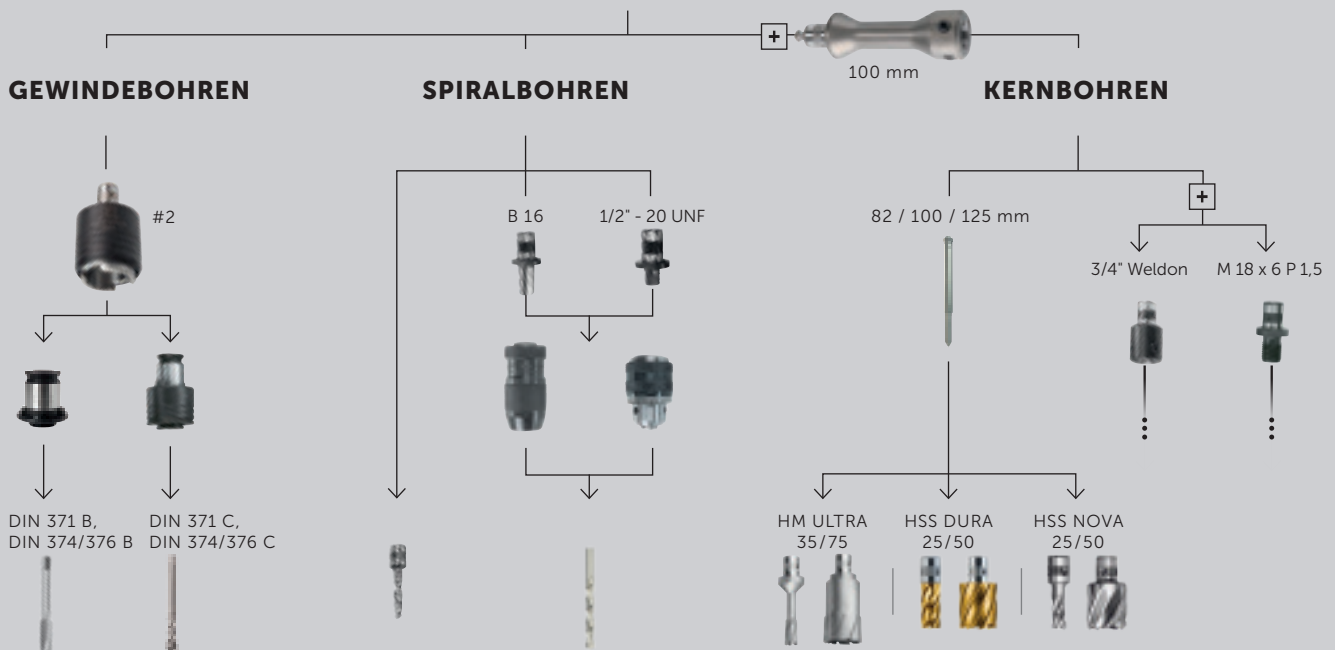 +
100 mm
GEWINDEBOHREN
SPIRALBOHREN
KERNBOHREN
#2
B 16
1/2" - 20 UNF
82 / 100 / 125 mm
+
3/4" Weldon
M 18 x 6 P 1,5
DIN 371 B,
DIN 374/376 B
DIN 371 C,
DIN 374/376 C
HM ULTRA
35/75
HSS DURA
25/50
HSS NOVA
25/50